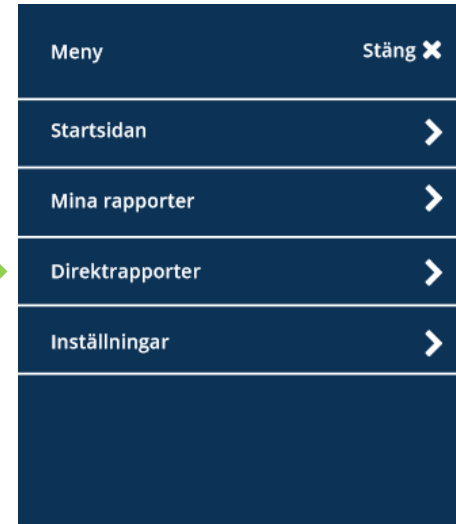 Meny Stäng ✖
Startsidan
Mina rapporter
Direktrapporter
Inställningar